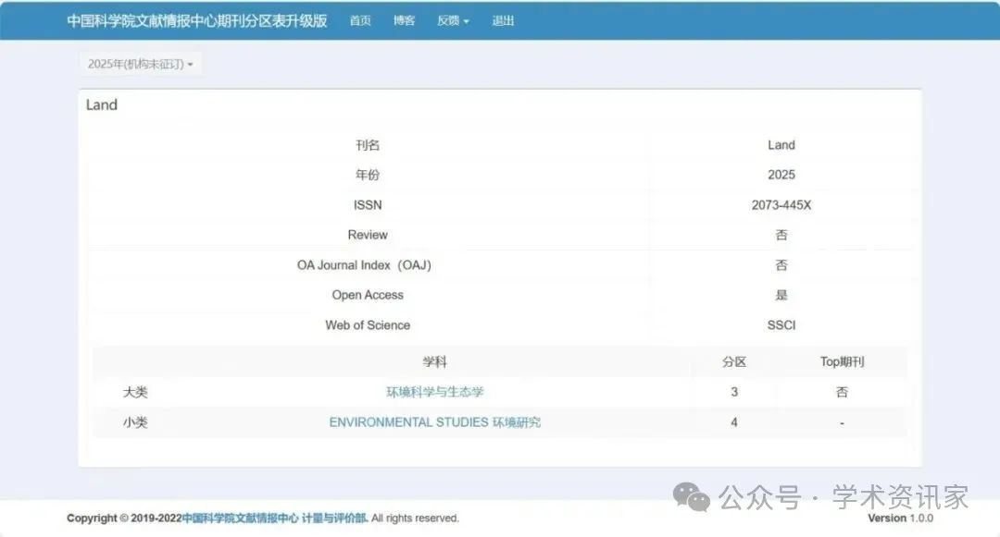 中国科学院文献情报中心期刊分区表升级版 首页 博客 反馈 退出
2025年(机构未征订)
Land
刊名 Land
年份 2025
ISSN 2073-445X
Review 否
OA Journal Index（OAJ） 否
Open Access 是
Web of Science SSCI
学科 分区 Top期刊
大类 环境科学与生态学 3 否
小类 ENVIRONMENTAL STUDIES 环境研究 4 -
公众号 · 学术资讯家
Copyright © 2019-2022中国科学院文献情报中心 计量与评价部. All rights reserved. Version 1.0.0